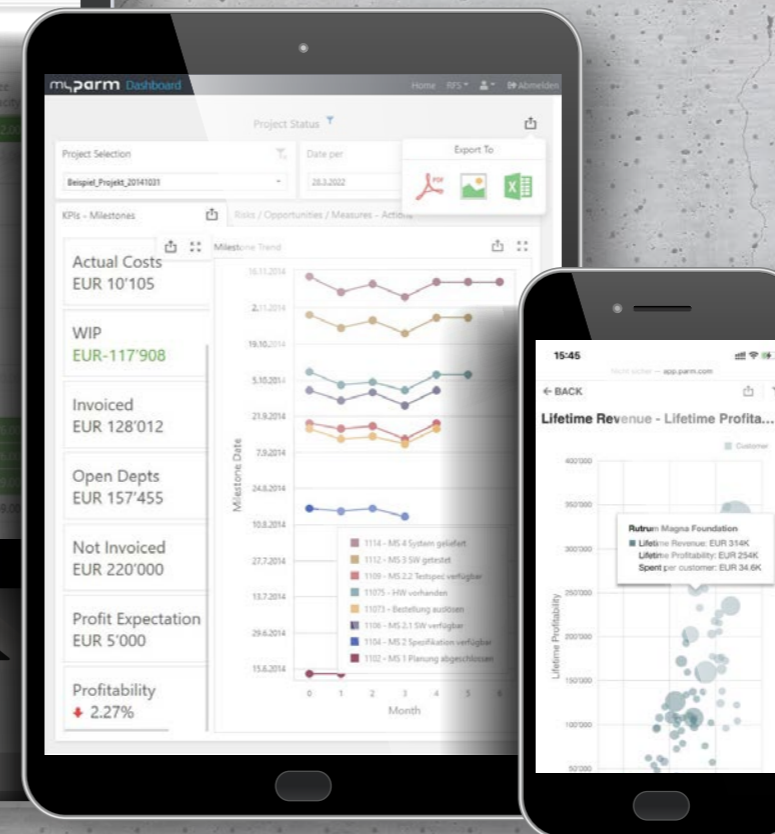 myparm Dashboard
Home RFS Abmelden
Project Status
Project Selection
Beispiel_Projekt_20141031
Date per
28.3.2022
Export To
PDF
KPIs - Milestones
Risks / Opportunities / Measures - Actions
Actual Costs
EUR 10'105
WIP
EUR-117'908
Invoiced
EUR 128'012
Open Depts
EUR 157'455
Not Invoiced
EUR 220'000
Profit Expectation
EUR 5'000
Profitability
2.27%
Milestone Trend
Milestone Date
16.11.2014
2.11.2014
19.10.2014
5.10.2014
21.9.2014
7.9.2014
24.8.2014
10.8.2014
27.7.2014
13.7.2014
29.6.2014
15.6.2014
1114 - MS 4 System geliefert
1112 - MS 3 SW getestet
1109 - MS 2.2 Testspec verfügbar
11075 - HW vorhanden
11073 - Bestellung auslösen
1106 - MS 2.1 SW verfügbar
1104 - MS 2 Spezifikation verfügbar
1102 - MS 1 Planung abgeschlossen
0 1 2 3 4 5 6
Month
15:45
Nicht sicher — app.parm.com
BACK
Lifetime Revenue - Lifetime Profita...
Customer
Lifetime Profitability
400'000
350'000
300'000
200'000
150'000
100'000
50'000
Rutrum Magna Foundation
Lifetime Revenue: EUR 314K
Lifetime Profitability: EUR 254K
Spent per customer: EUR 34.6K